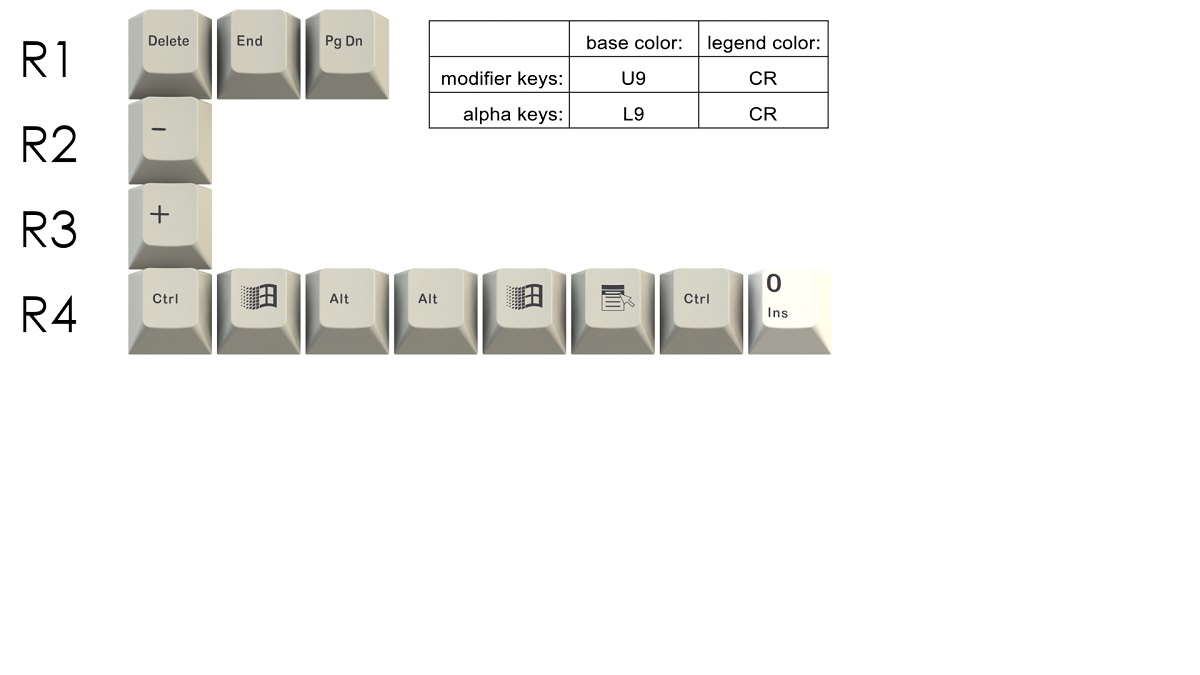 R1 Delete End Pg Dn
base color: legend color:
modifier keys: U9 CR
alpha keys: L9 CR
R2 −
R3 +
R4 Ctrl Alt Alt Ctrl 0
Ins